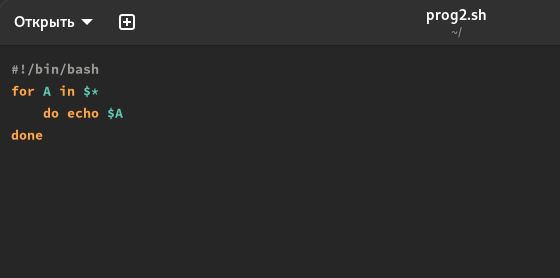 Открыть
prog2.sh
~/
#!/bin/bash
for A in $*
    do echo $A
done